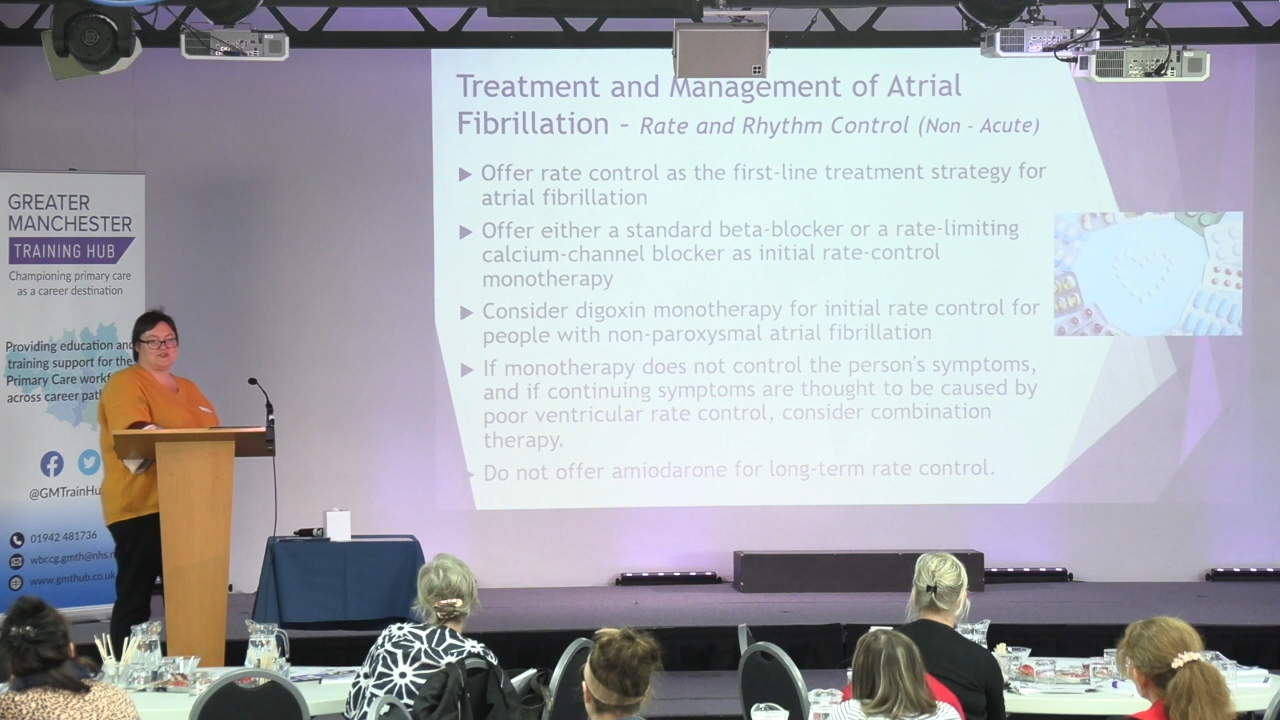 Treatment and Management of Atrial
Fibrillation - Rate and Rhythm Control (Non - Acute)
Offer rate control as the first-line treatment strategy for
atrial fibrillation
Offer either a standard beta-blocker or a rate-limiting
calcium-channel blocker as initial rate-control
monotherapy
Consider digoxin monotherapy for initial rate control for
people with non-paroxysmal atrial fibrillation
If monotherapy does not control the person's symptoms,
and if continuing symptoms are thought to be caused by
poor ventricular rate control, consider combination
therapy.
Do not offer amiodarone for long-term rate control.
GREATER
MANCHESTER
TRAINING HUB
Championing primary care
as a career destination
Providing education and
training support for the
Primary Care
across career
@GMTrainHu
01942 481736
wbccg.gmth@nhs.n
www.gmthub.co.uk